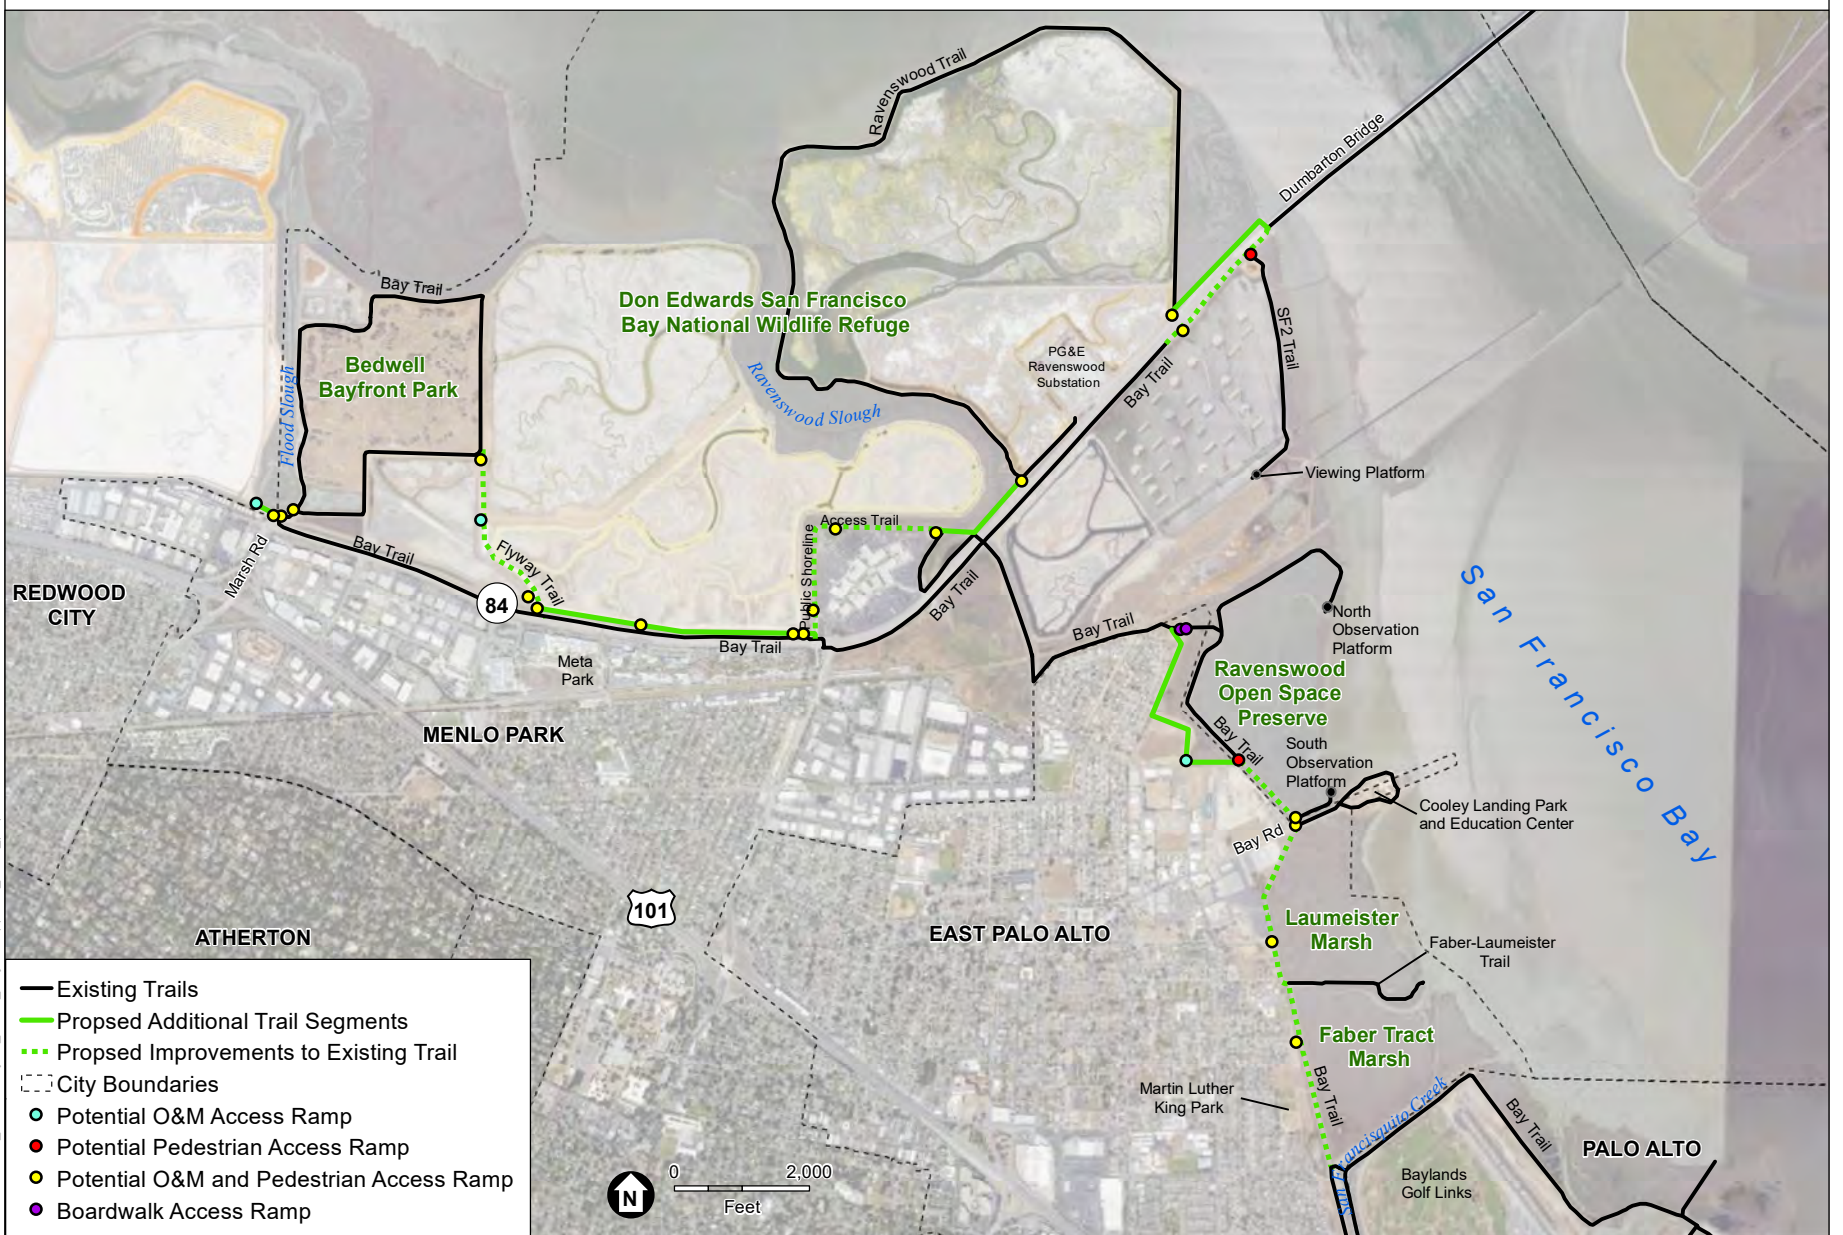 Ravenswood Trail
Dumbarton Bridge
Bay Trail
Don Edwards San Francisco
Bay National Wildlife Refuge
SF2 Trail
PG&E
Ravenswood
Substation
Bedwell
Bayfront Park
Bay Trail
Flood Slough
Ravenswood Slough
Viewing Platform
Access Trail
Public Shoreline
Marsh Rd
Bay Trail
Flyway Trail
84
Bay Trail
REDWOOD
CITY
Bay Trail
Bay Trail
North
Observation
Platform
San Francisco Bay
Meta
Park
Ravenswood
Open Space
Preserve
MENLO PARK
Bay Trail
South
Observation
Platform
Cooley Landing Park
and Education Center
Bay Rd
101
ATHERTON
EAST PALO ALTO
Laumeister
Marsh
Faber-Laumeister
Trail
Faber Tract
Marsh
Martin Luther
King Park
Bay Trail
San Francisquito Creek
Bay Trail
PALO ALTO
Baylands
Golf Links
Existing Trails
Propsed Additional Trail Segments
Propsed Improvements to Existing Trail
City Boundaries
Potential O&M Access Ramp
Potential Pedestrian Access Ramp
Potential O&M and Pedestrian Access Ramp
Boardwalk Access Ramp
N
0 2,000
Feet